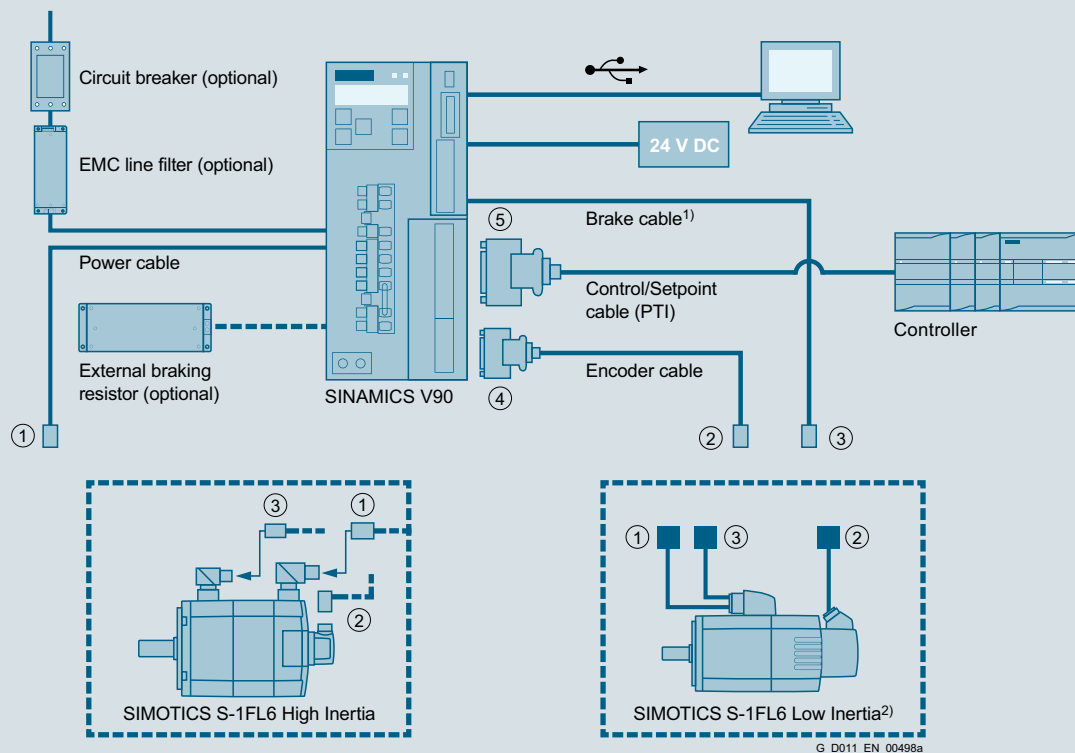 Circuit breaker (optional)
EMC line filter (optional)
24 V DC
⑤
Brake cable1)
Power cable
Control/Setpoint
cable (PTI)
Controller
External braking
resistor (optional)
SINAMICS V90
Encoder cable
④
①
②
③
③
①
②
SIMOTICS S-1FL6 High Inertia
①
③
②
SIMOTICS S-1FL6 Low Inertia2)
G_D011_EN_00498a